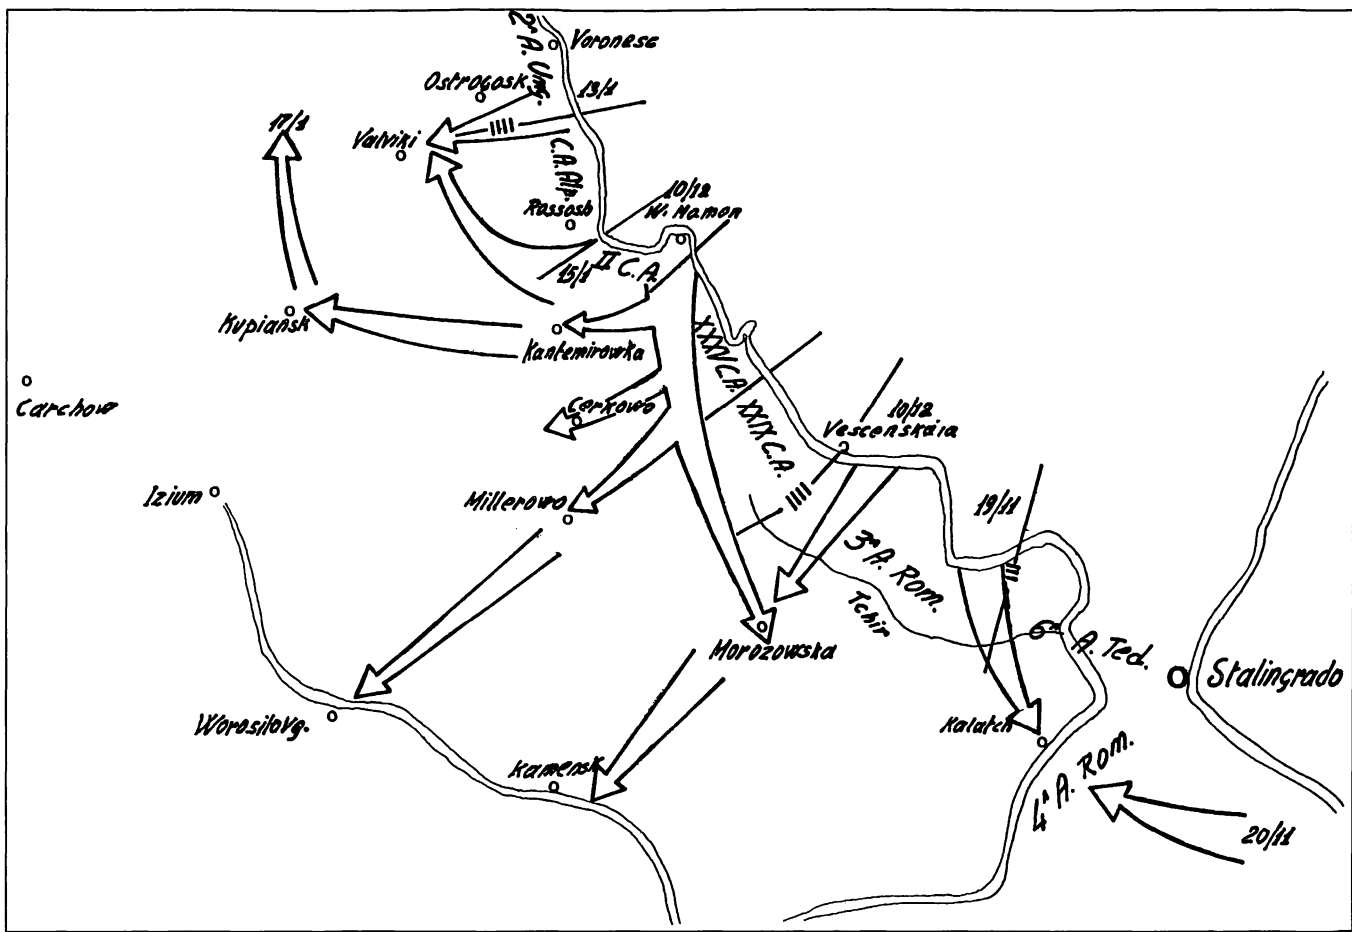 Voronese
2ª A. Ung.
Ostrogosk
13/1
17/1
Valviki
C.A. Alp.
10/12
Rossosh
W. Mamon
15/1
II C.A.
Kupiansk
Kantemirowka
XXXV C.A.
Carchow
Cerkowo
XXIX C.A.
10/12
Vescenskaia
Izium
Millerowo
19/11
3ª A. Rom.
Tchir
6ª A. Ted.
Morozowska
Stalingrado
Worosilovg.
Kalatch
Kamensk
4ª A. Rom.
20/11